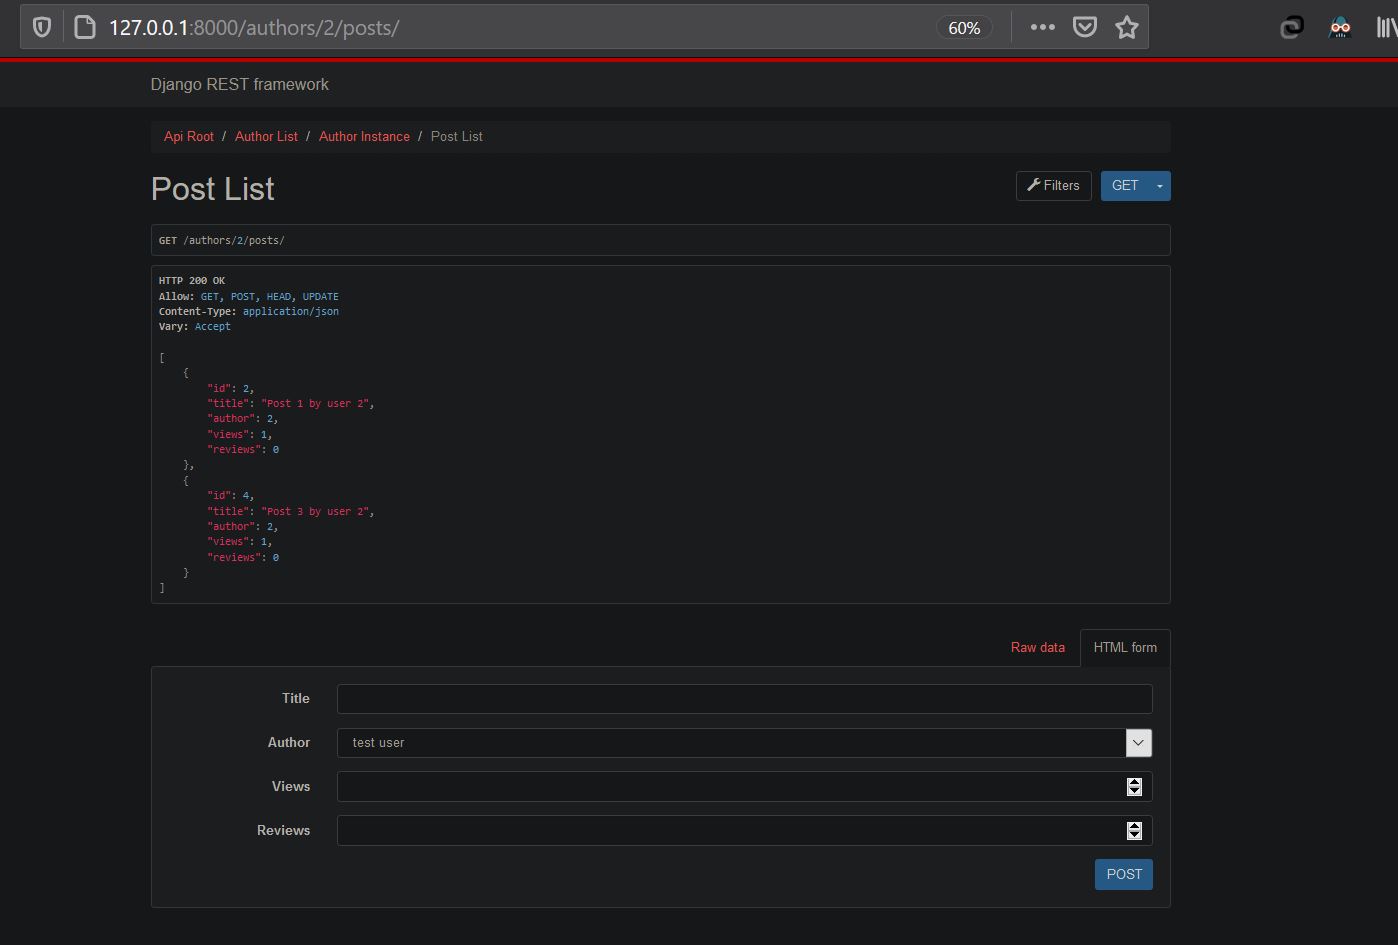 127.0.0.1:8000/authors/2/posts/ 60%
Django REST framework
Api Root / Author List / Author Instance / Post List
Post List Filters GET
GET /authors/2/posts/
HTTP 200 OK
Allow: GET, POST, HEAD, UPDATE
Content-Type: application/json
Vary: Accept
[
{
"id": 2,
"title": "Post 1 by user 2",
"author": 2,
"views": 1,
"reviews": 0
},
{
"id": 4,
"title": "Post 3 by user 2",
"author": 2,
"views": 1,
"reviews": 0
}
]
Raw data HTML form
Title
Author test user
Views
Reviews
POST